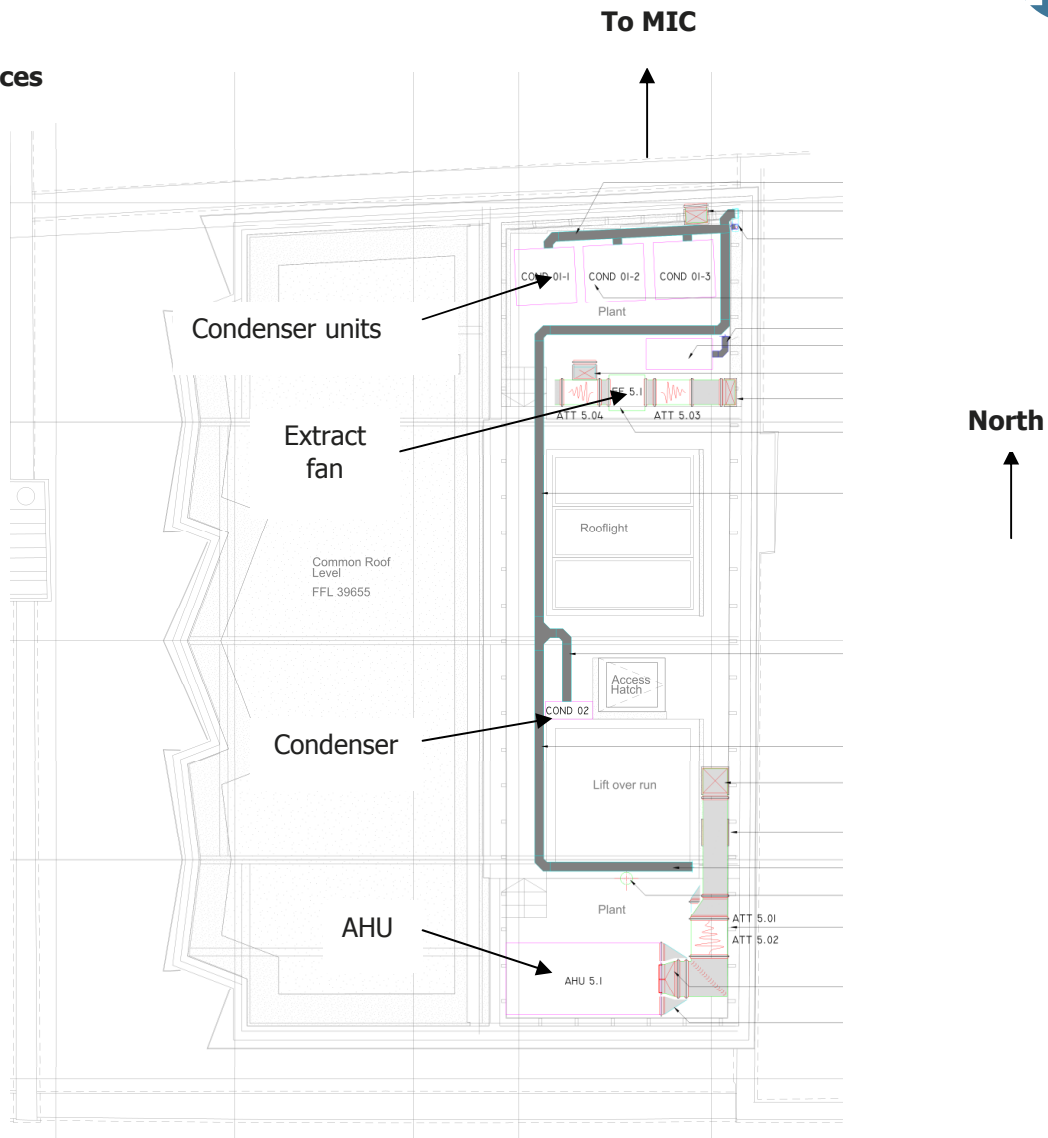 To MIC
ces
COND 01-1
COND 01-2
COND 01-3
Condenser units
Plant
EF 5.1
ATT 5.04
ATT 5.03
North
Extract
fan
Rooflight
Common Roof
Level
FFL 39655
Access
Hatch
COND 02
Condenser
Lift over run
Plant
ATT 5.01
AHU
ATT 5.02
AHU 5.1